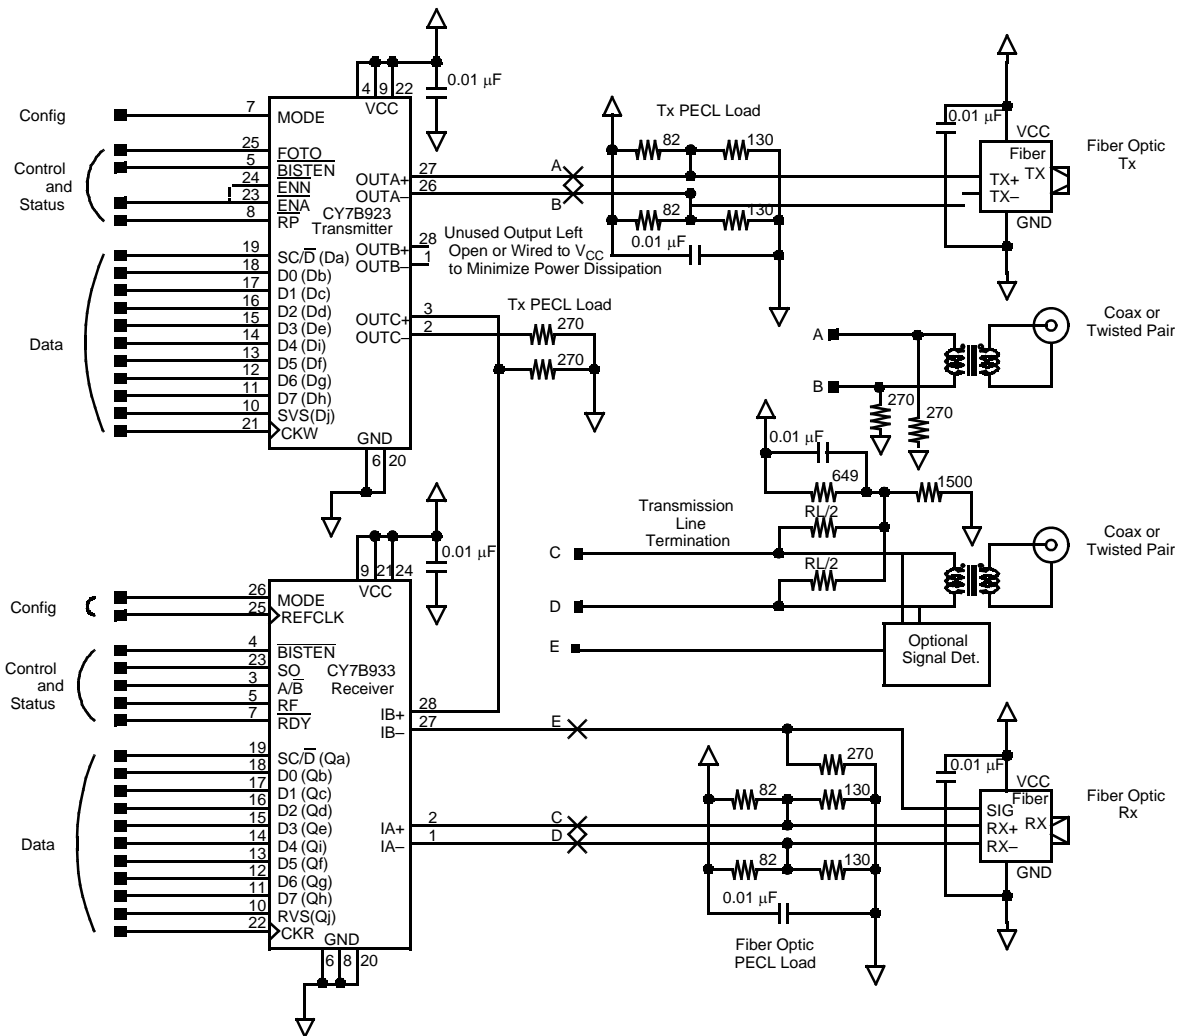 4 9 22
VCC
0.01 μF
Config
7
MODE
Control
and
Status
25
FOTO
5
BISTEN
24
ENN
23
ENA
8
RP
CY7B923
Transmitter
27
OUTA+
26
OUTA–
28
OUTB+
1
OUTB–
3
OUTC+
2
OUTC–
Data
19
SC/D (Da)
18
D0 (Db)
17
D1 (Dc)
16
D2 (Dd)
15
D3 (De)
14
D4 (Di)
13
D5 (Df)
12
D6 (Dg)
11
D7 (Dh)
10
SVS(Dj)
21
CKW
GND
6 20
Tx PECL Load
82
130
A
B
82
130
0.01 μF
Unused Output Left
Open or Wired to VCC
to Minimize Power Dissipation
Tx PECL Load
270
270
0.01 μF
VCC
Fiber
TX
TX+
TX–
GND
Fiber Optic
Tx
A
B
270
270
Coax or
Twisted Pair
0.01 μF
649
1500
RL/2
RL/2
Transmission
Line
Termination
C
D
E
Optional
Signal Det.
Coax or
Twisted Pair
9 21 24
VCC
0.01 μF
Config
26
MODE
25
REFCLK
Control
and
Status
4
BISTEN
23
SO
3
A/B
5
RF
7
RDY
CY7B933
Receiver
28
IB+
27
IB–
2
IA+
1
IA–
Data
19
SC/D (Qa)
18
D0 (Qb)
17
D1 (Qc)
16
D2 (Qd)
15
D3 (Qe)
14
D4 (Qi)
13
D5 (Qf)
12
D6 (Qg)
11
D7 (Qh)
10
RVS(Qj)
22
CKR
GND
6 8 20
E
C
D
270
82
130
82
130
0.01 μF
Fiber Optic
PECL Load
0.01 μF
VCC
Fiber
SIG
RX
RX+
RX–
GND
Fiber Optic
Rx